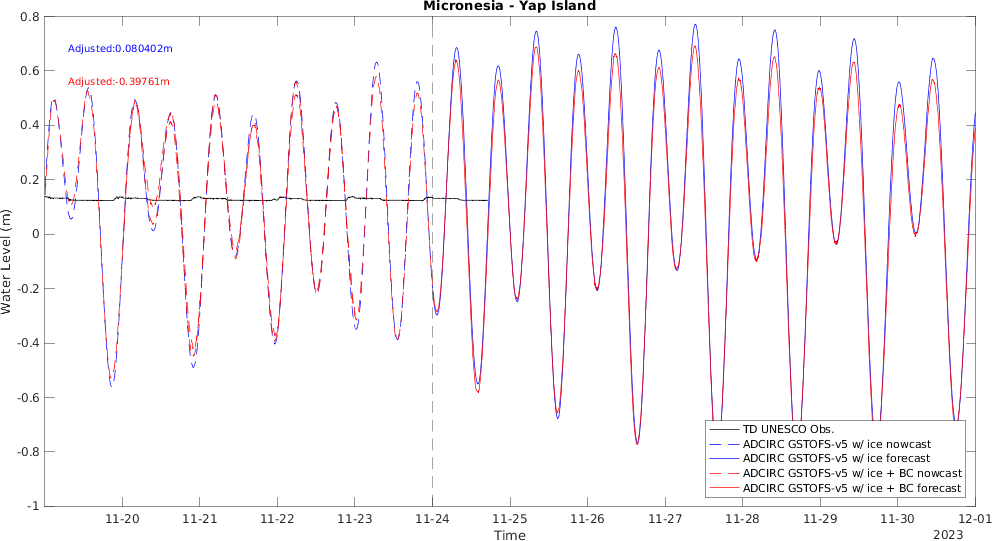 Micronesia - Yap Island
Adjusted:0.080402m
Adjusted:-0.39761m
Water Level (m)
0.8
0.6
0.4
0.2
0
-0.2
-0.4
-0.6
-0.8
-1
TD UNESCO Obs.
ADCIRC GSTOFS-v5 w/ ice nowcast
ADCIRC GSTOFS-v5 w/ ice forecast
ADCIRC GSTOFS-v5 w/ ice + BC nowcast
ADCIRC GSTOFS-v5 w/ ice + BC forecast
11-20 11-21 11-22 11-23 11-24 11-25 11-26 11-27 11-28 11-29 11-30 12-01
Time
2023